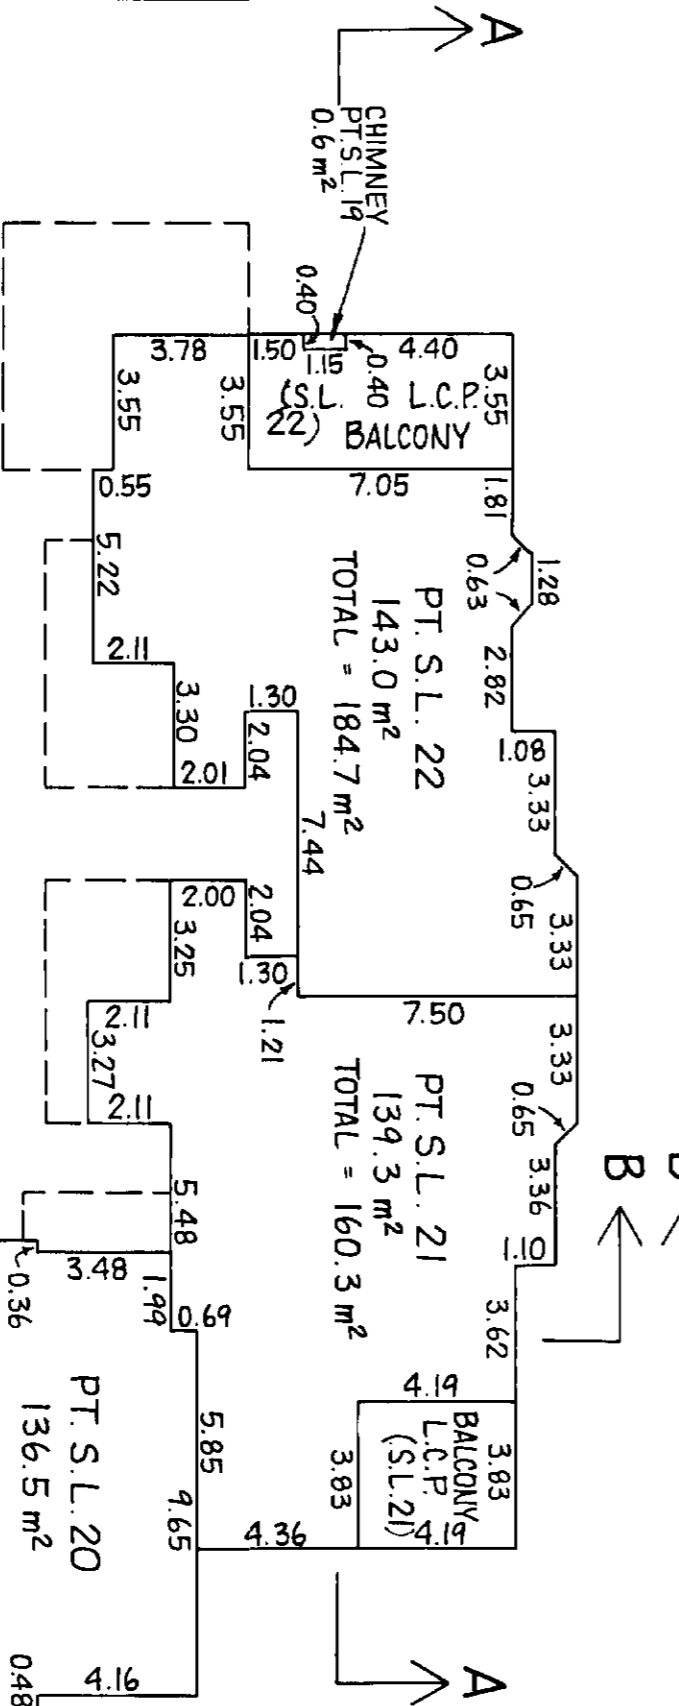 A
CHIMNEY
PT.S.L. 19
0.6 m²
0.40
3.78
1.50
1.15
0.40
4.40
3.55
3.55
(S.L. 22)
L.C.P.
BALCONY
3.55
0.55
7.05
1.81
5.22
0.63
1.28
2.11
PT. S.L. 22
143.0 m²
TOTAL = 184.7 m²
2.82
3.30
1.30
1.08
2.01
2.04
3.33
7.44
0.65
3.33
2.00
2.04
3.25
1.30
1.21
7.50
3.33
2.11
3.27
2.11
0.65
PT. S.L. 21
139.3 m²
TOTAL = 160.3 m²
B
3.36
5.48
3.48
0.36
1.99
0.69
1.10
3.62
4.19
BALCONY
L.C.P.
(S.L.21)
3.83
3.83
4.19
PT. S.L. 20
136.5 m²
5.85
9.65
4.36
A
4.16
0.48